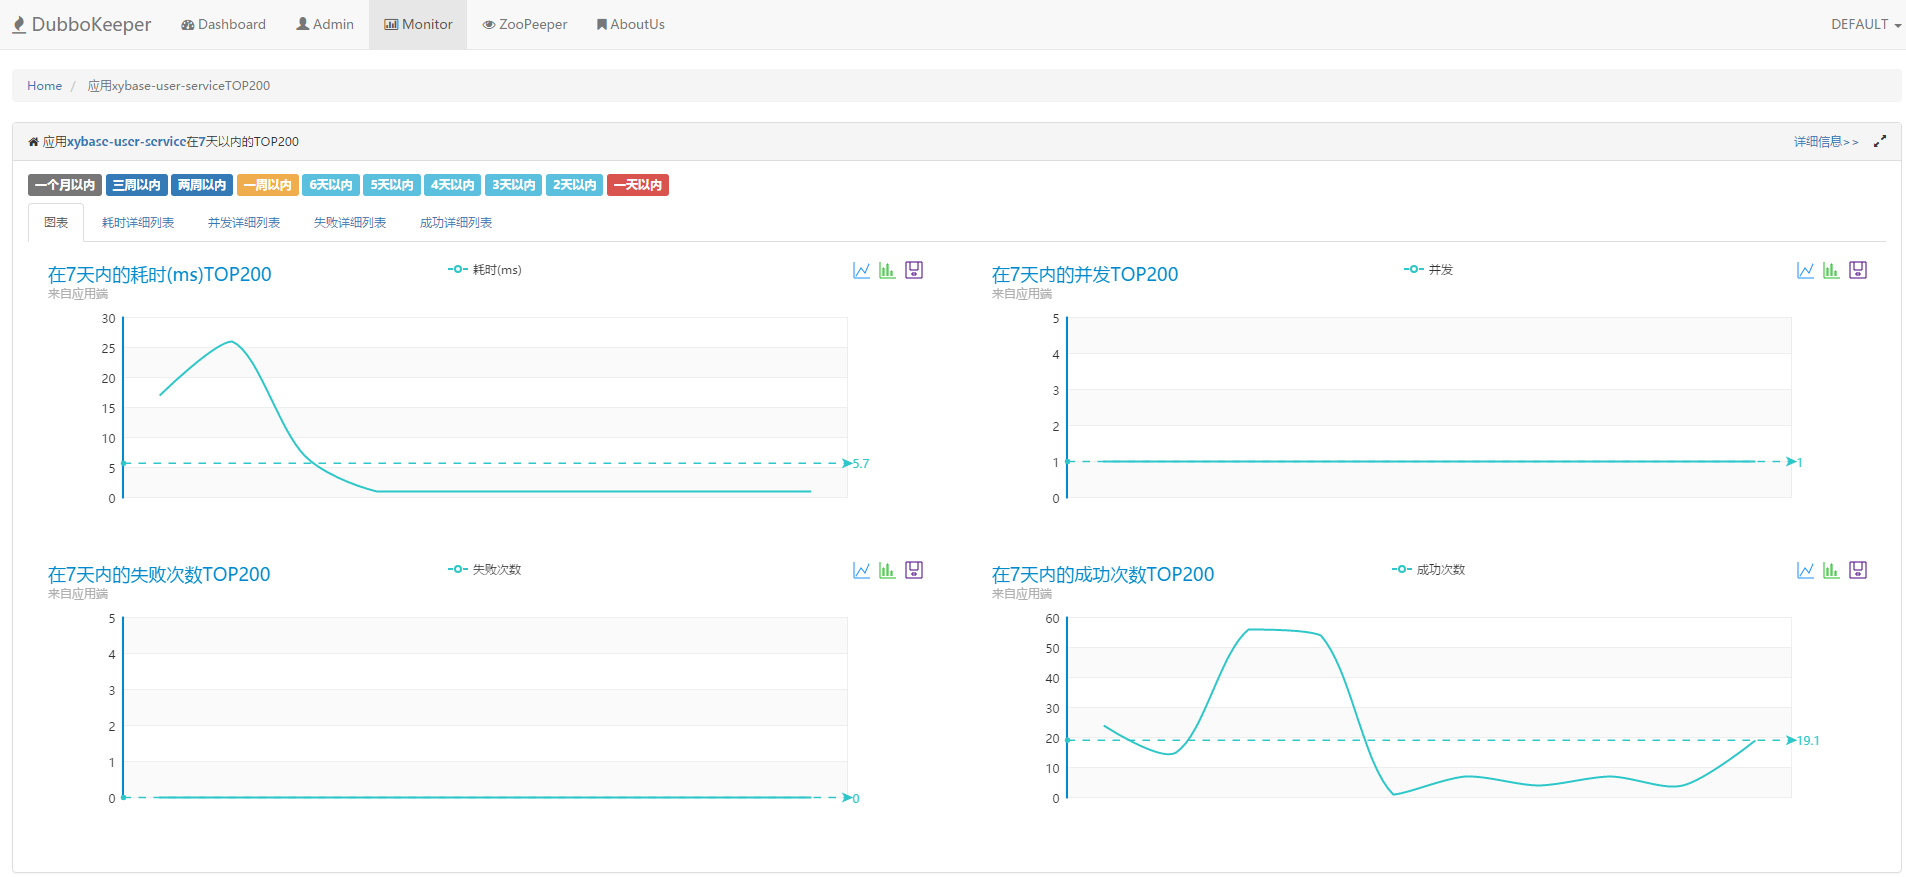 DubboKeeper Dashboard Admin Monitor ZooPeeper AboutUs DEFAULT
Home / 应用xybase-user-serviceTOP200
应用xybase-user-service在7天以内的TOP200 详细信息>>
一个月以内 三周以内 两周以内 一周以内 6天以内 5天以内 4天以内 3天以内 2天以内 一天以内
图表 耗时详细列表 并发详细列表 失败详细列表 成功详细列表
在7天内的耗时(ms)TOP200 耗时(ms)
来自应用端
30
25
20
15
10
5
0
5.7
在7天内的并发TOP200 并发
来自应用端
5
4
3
2
1
0
1
在7天内的失败次数TOP200 失败次数
来自应用端
5
4
3
2
1
0
0
在7天内的成功次数TOP200 成功次数
来自应用端
60
50
40
30
20
10
0
19.1